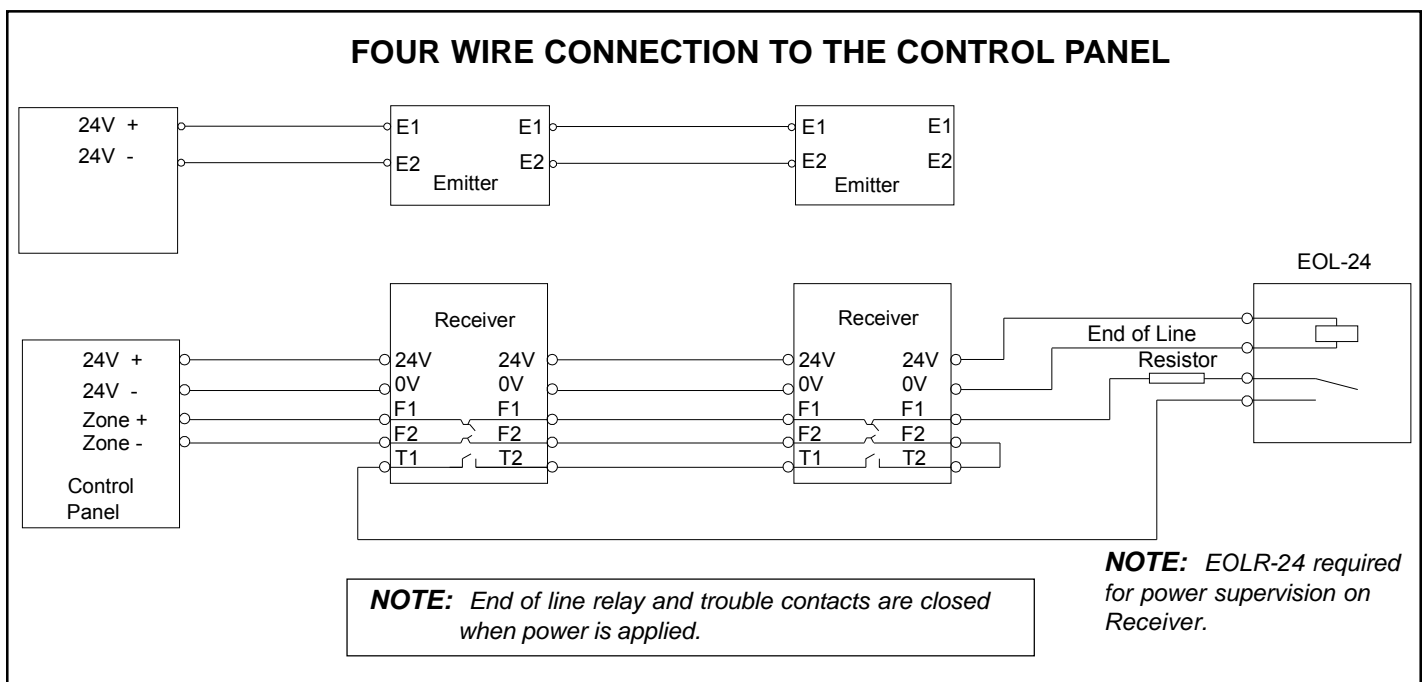 FOUR WIRE CONNECTION TO THE CONTROL PANEL
24V +
24V -
E1 E1
E2 E2
Emitter
E1 E1
E2 E2
Emitter
EOL-24
Receiver
Receiver
End of Line
Resistor
24V +
24V -
Zone +
Zone -
Control
Panel
24V 24V
0V 0V
F1 F1
F2 F2
T1 T2
24V 24V
0V 0V
F1 F1
F2 F2
T1 T2
NOTE: End of line relay and trouble contacts are closed
when power is applied.
NOTE: EOLR-24 required
for power supervision on
Receiver.